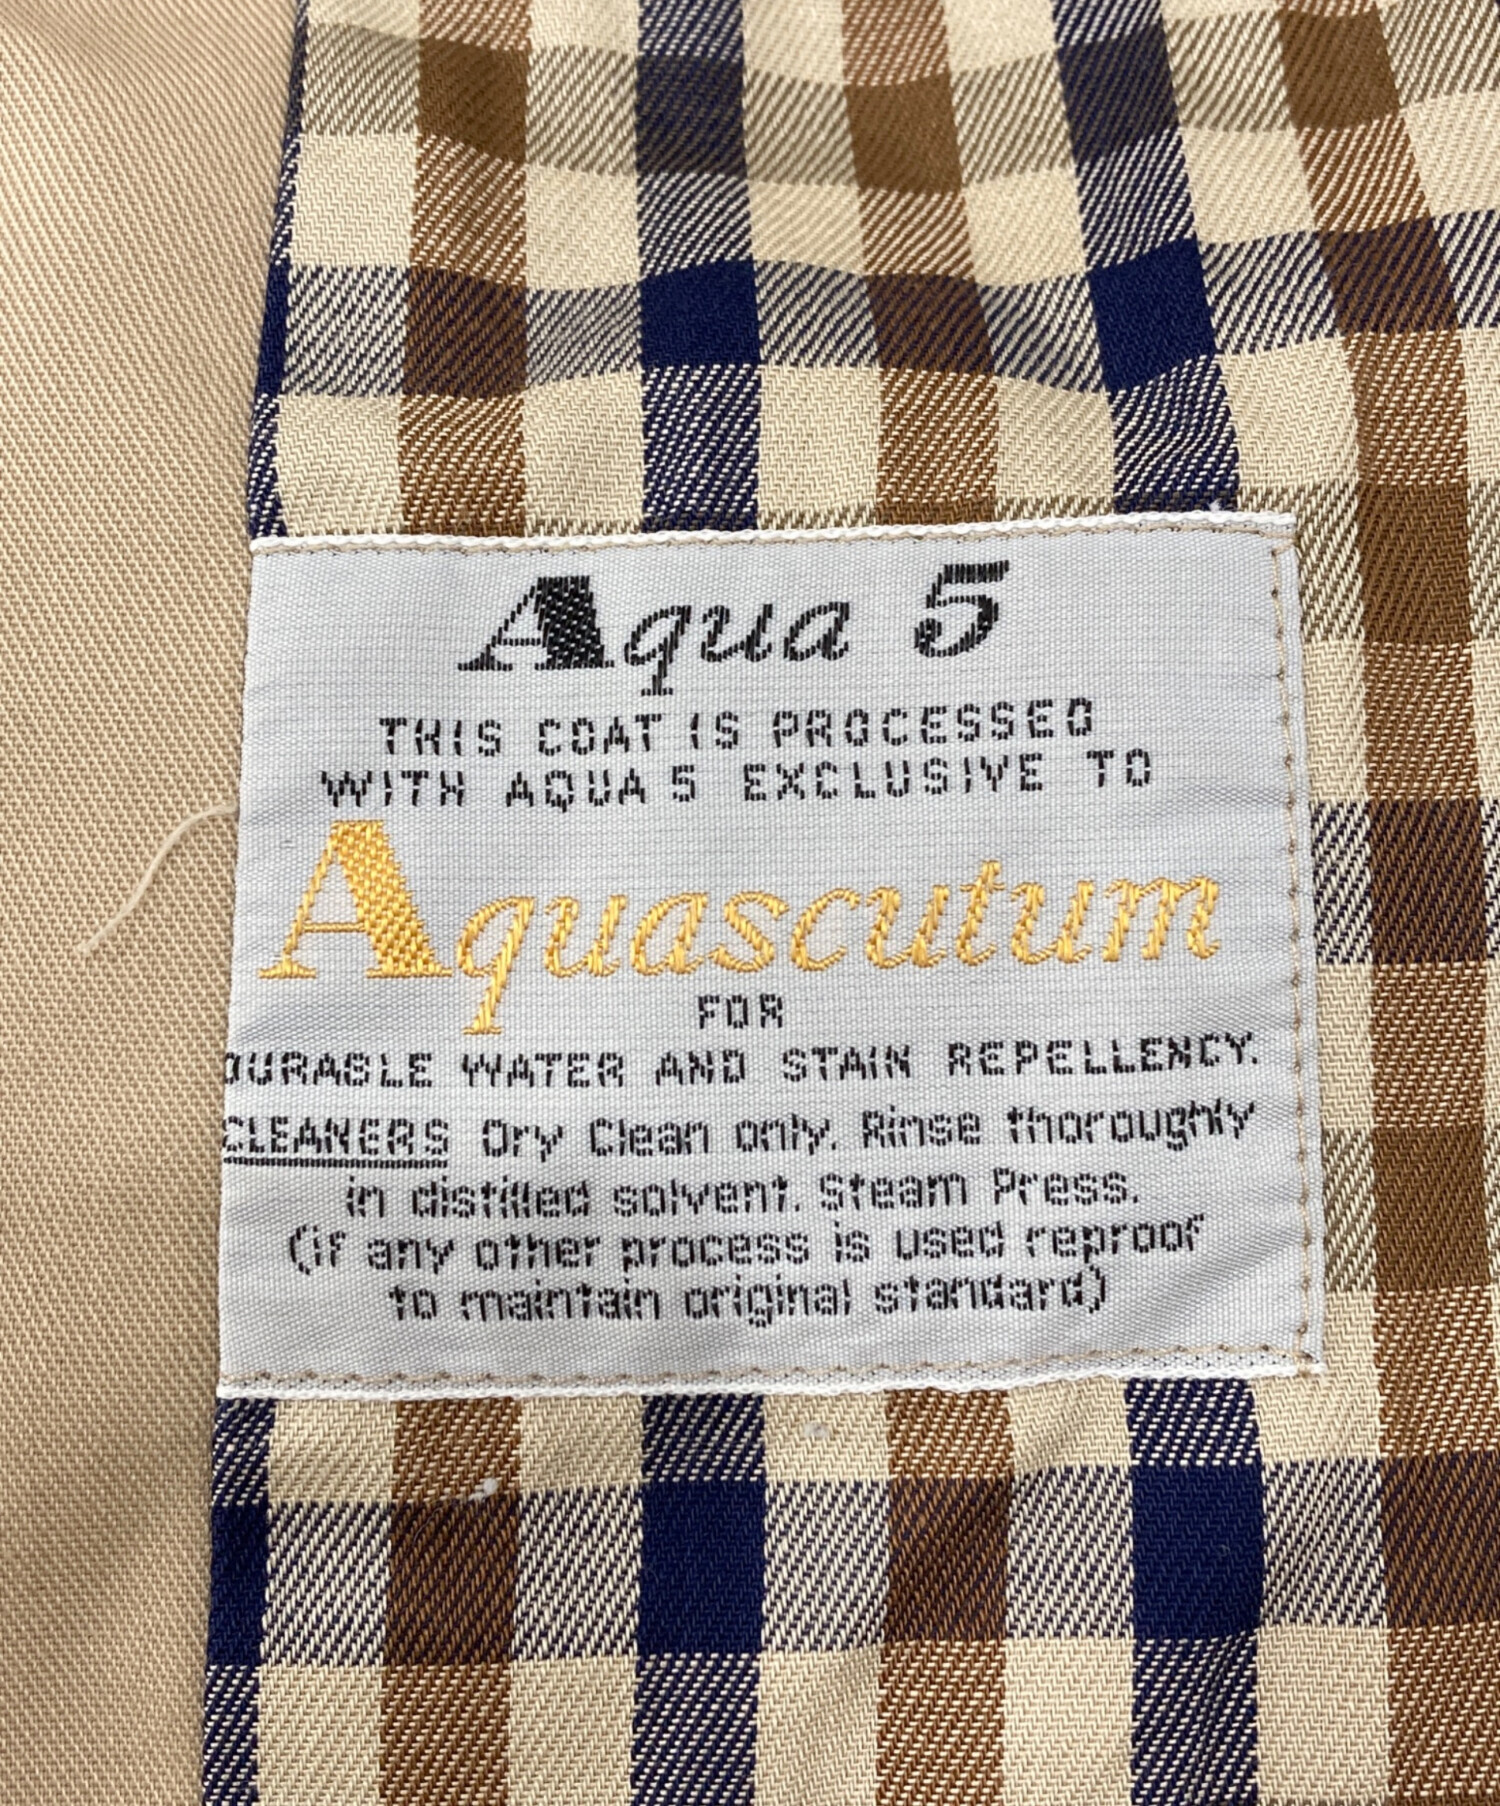 Aqua 5
THIS COAT IS PROCESSED
WITH AQUA 5 EXCLUSIVE TO
Aquascutum
FOR
DURABLE WATER AND STAIN REPELLENCY.
CLEANERS Dry Clean only. Rinse thoroughly
in distilled solvent. Steam Press.
(if any other process is used reproof
to maintain original standard)